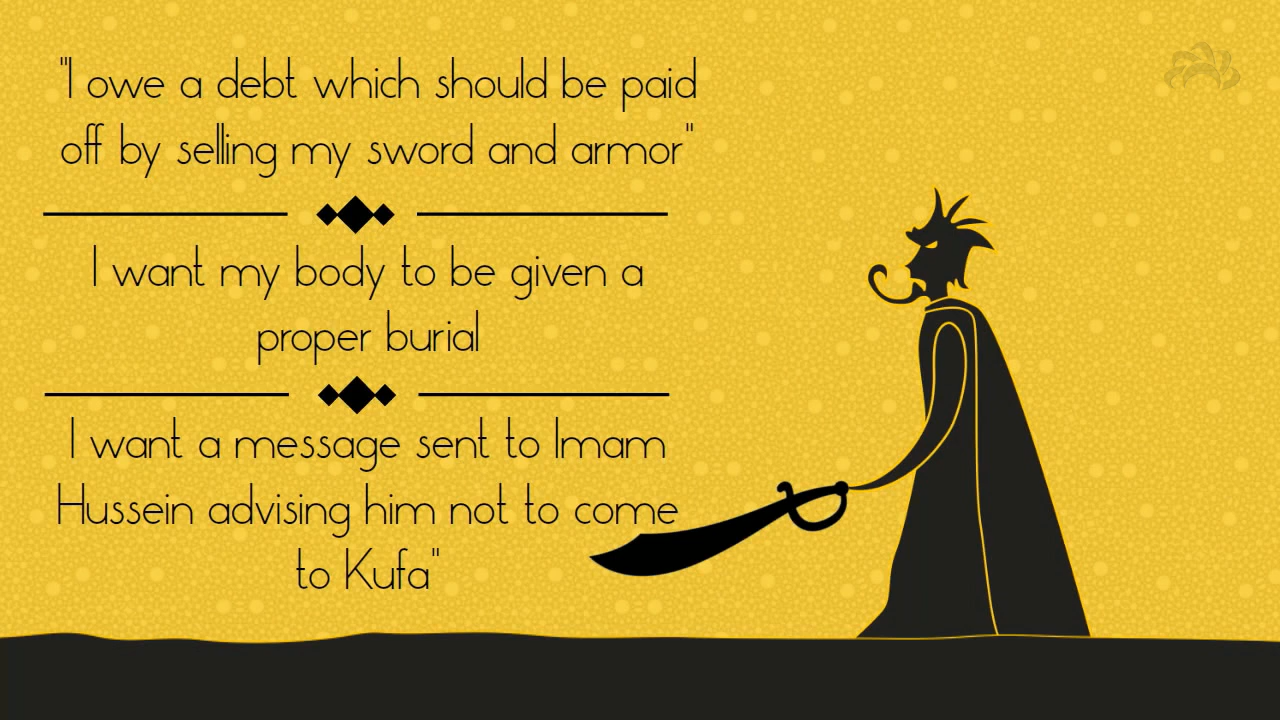 "I owe a debt which should be paid
off by selling my sword and armor"
I want my body to be given a
proper burial
I want a message sent to Imam
Hussein advising him not to come
to Kufa"